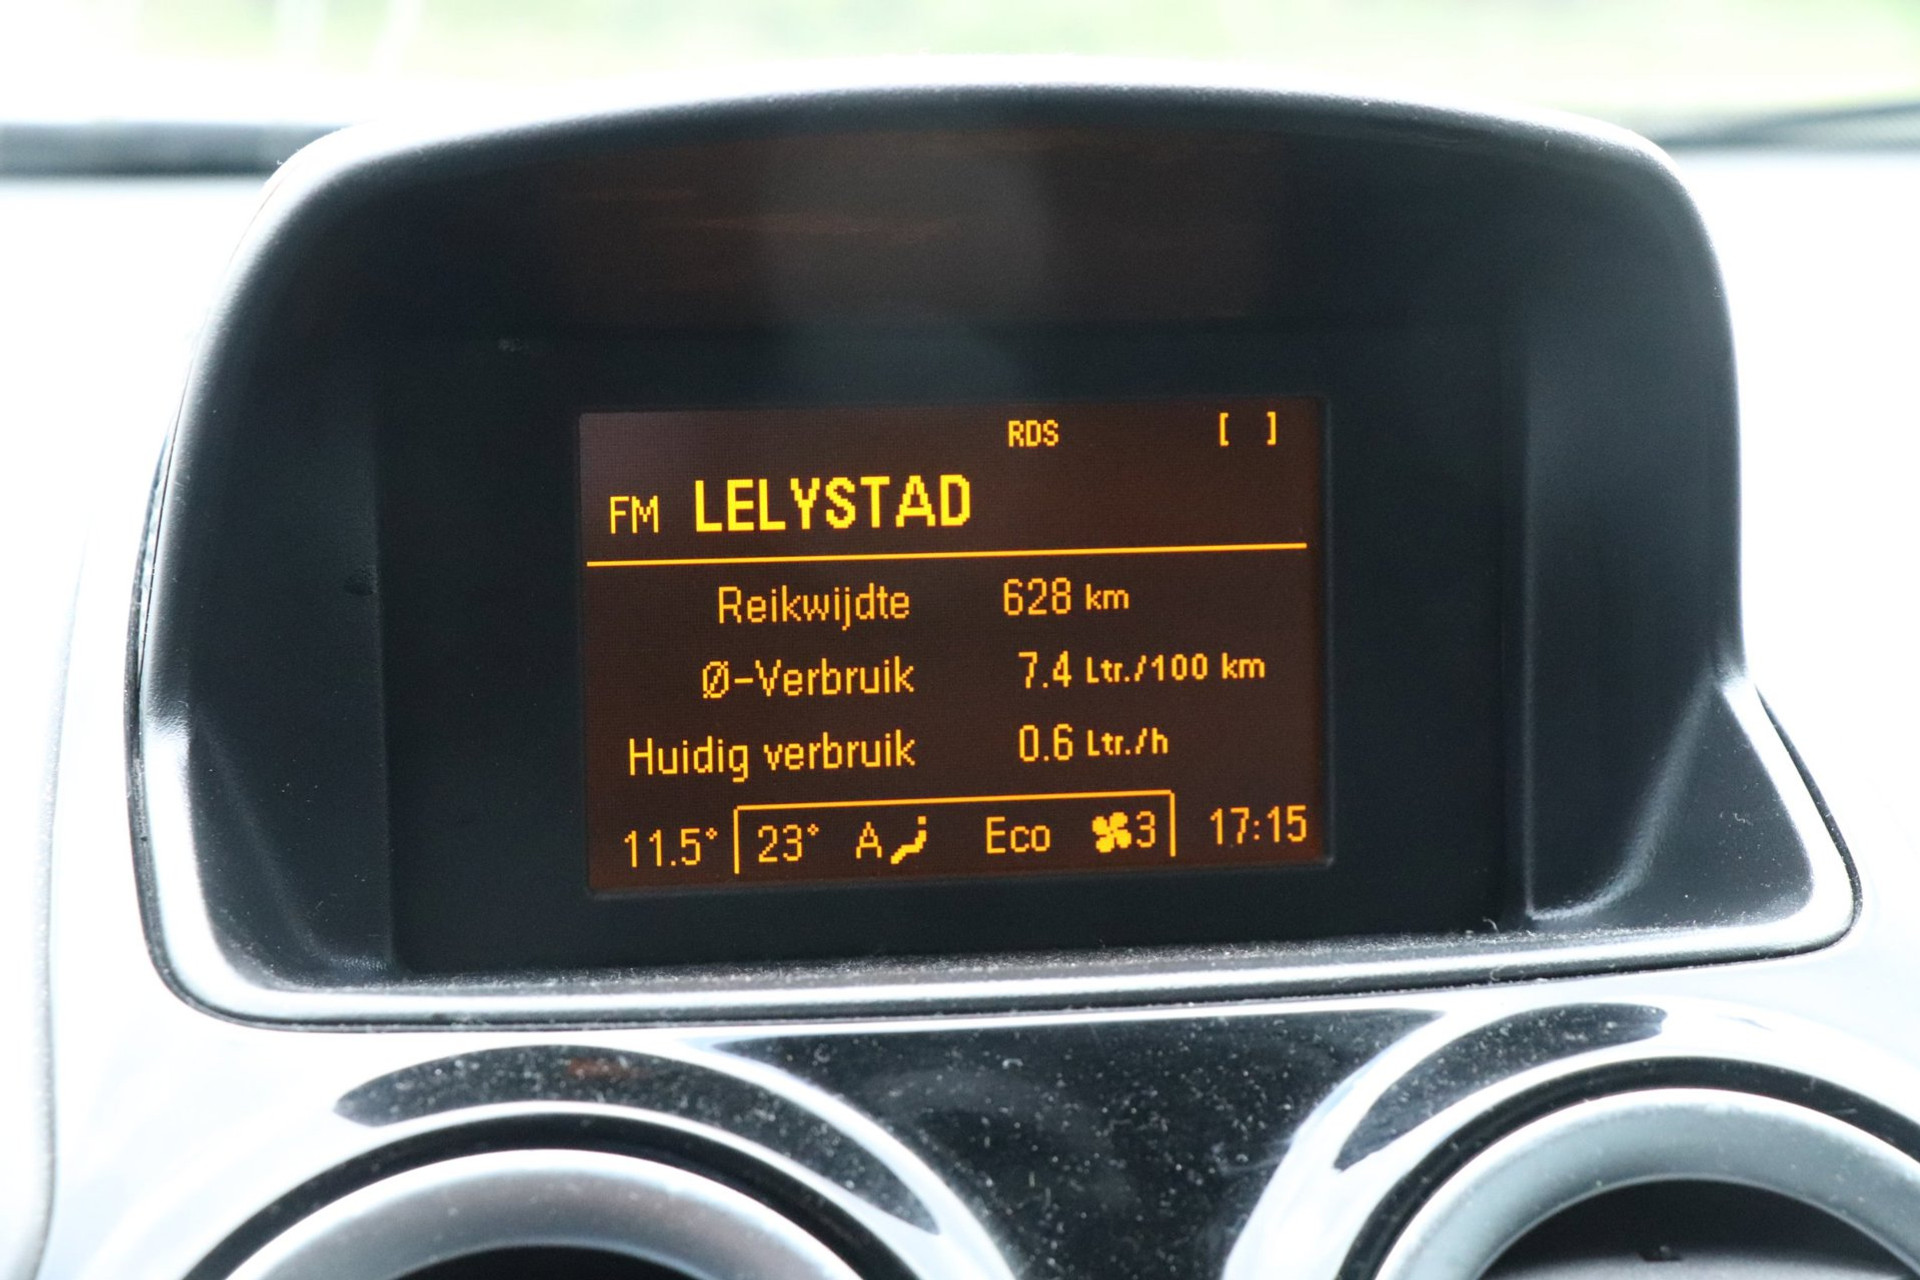 RDS [ ]
FM LELYSTAD
Reikwijdte 628 km
Ø-Verbruik 7.4 Ltr./100 km
Huidig verbruik 0.6 Ltr./h
11.5° 23° A Eco 3 17:15